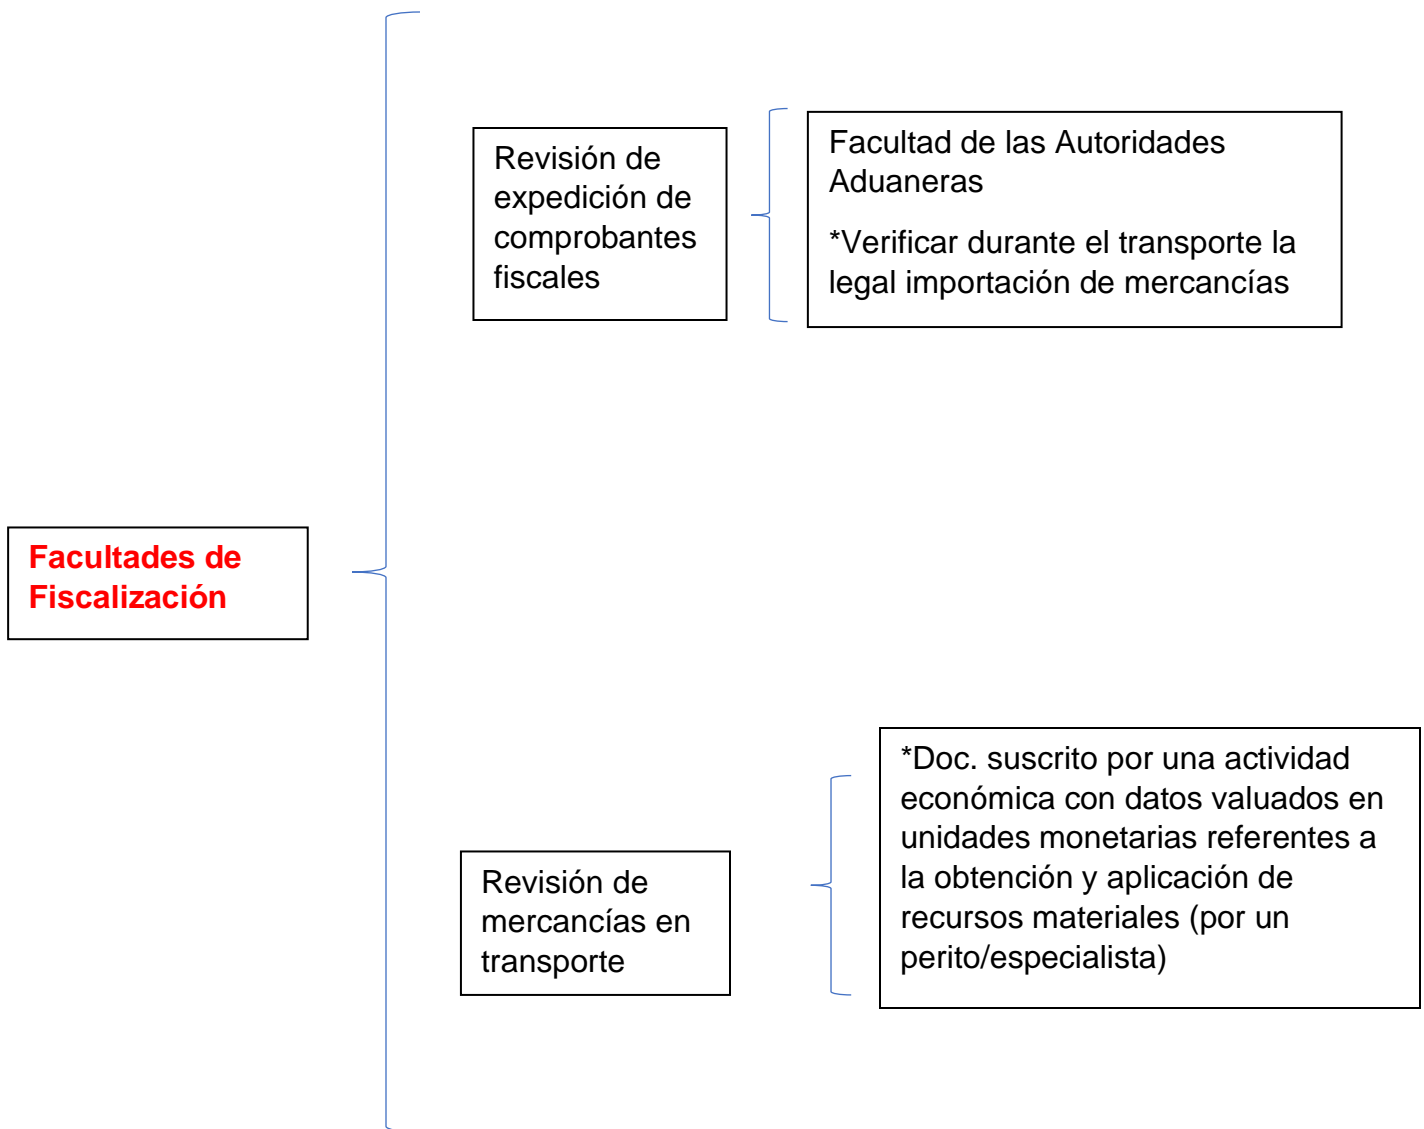 Revisión de
expedición de
comprobantes
fiscales
Facultad de las Autoridades
Aduaneras
*Verificar durante el transporte la
legal importación de mercancías
Facultades de
Fiscalización
Revisión de
mercancías en
transporte
*Doc. suscrito por una actividad
económica con datos valuados en
unidades monetarias referentes a
la obtención y aplicación de
recursos materiales (por un
perito/especialista)